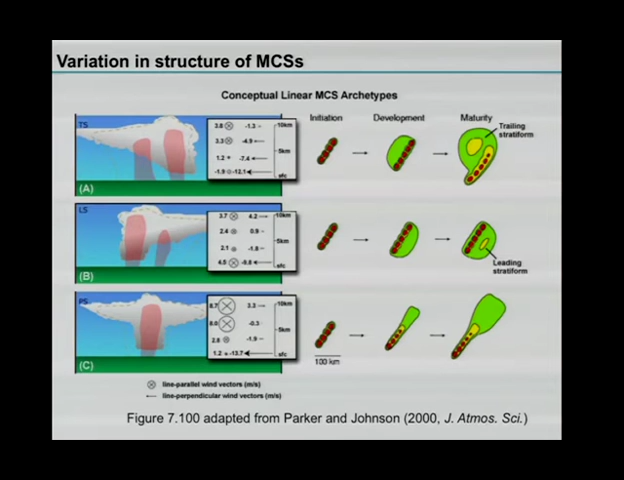 Variation in structure of MCSs
Conceptual Linear MCS Archetypes
Initiation Development Maturity
TS
3.8 -1.3 10km
3.3 -4.9
1.2 -7.4 5km
-1.9 -12.1 sfc
Trailing
stratiform
(A)
LS
3.7 4.2 10km
2.4 0.9
2.1 -1.8 5km
4.5 -6.8 sfc
Leading
stratiform
(B)
PS
8.7 3.3 10km
8.0 -0.3
2.8 -1.9 5km
1.2 -13.7 sfc
100 km
(C)
line-parallel wind vectors (m/s)
line-perpendicular wind vectors (m/s)
Figure 7.100 adapted from Parker and Johnson (2000, J. Atmos. Sci.)